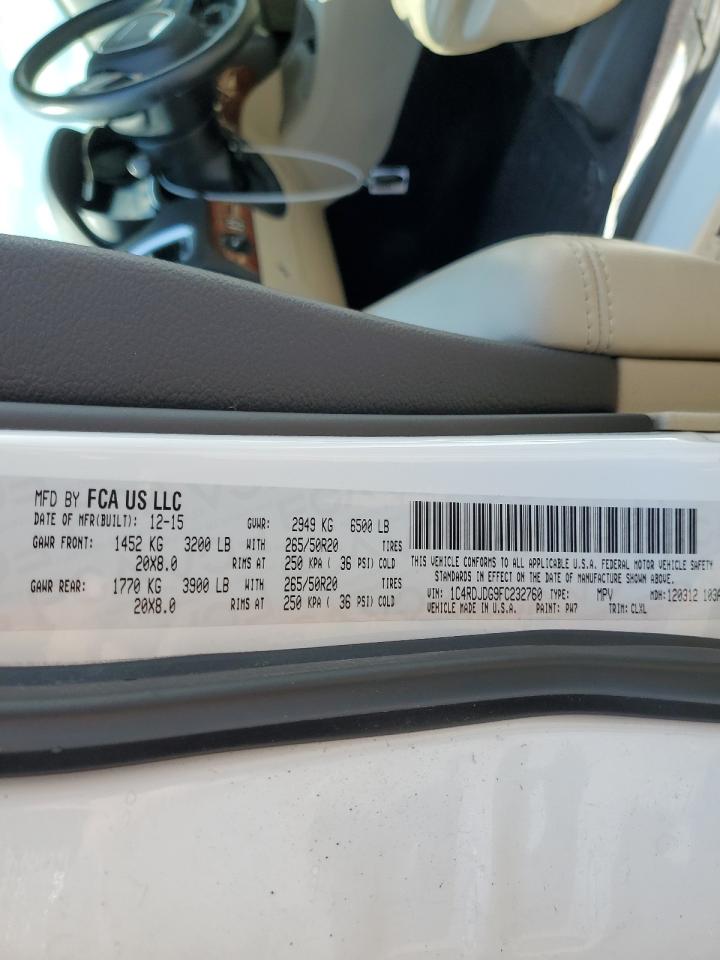 MFD BY FCA US LLC
DATE OF MFR(BUILT): 12-15 GVWR: 2949 KG 6500 LB
GAWR FRONT: 1452 KG 3200 LB WITH 265/50R20 TIRES
20X8.0 RIMS AT 250 KPA ( 36 PSI) COLD
GAWR REAR: 1770 KG 3900 LB WITH 265/50R20 TIRES
20X8.0 RIMS AT 250 KPA ( 36 PSI) COLD
THIS VEHICLE CONFORMS TO ALL APPLICABLE U.S.A. FEDERAL MOTOR VEHICLE SAFETY
STANDARDS IN EFFECT ON THE DATE OF MANUFACTURE SHOWN ABOVE.
VIN: 1C4RDJDG9FC232760 TYPE: MPV MDH: 120312 103A
VEHICLE MADE IN U.S.A. PAINT: PW7 TRIM: CLXL